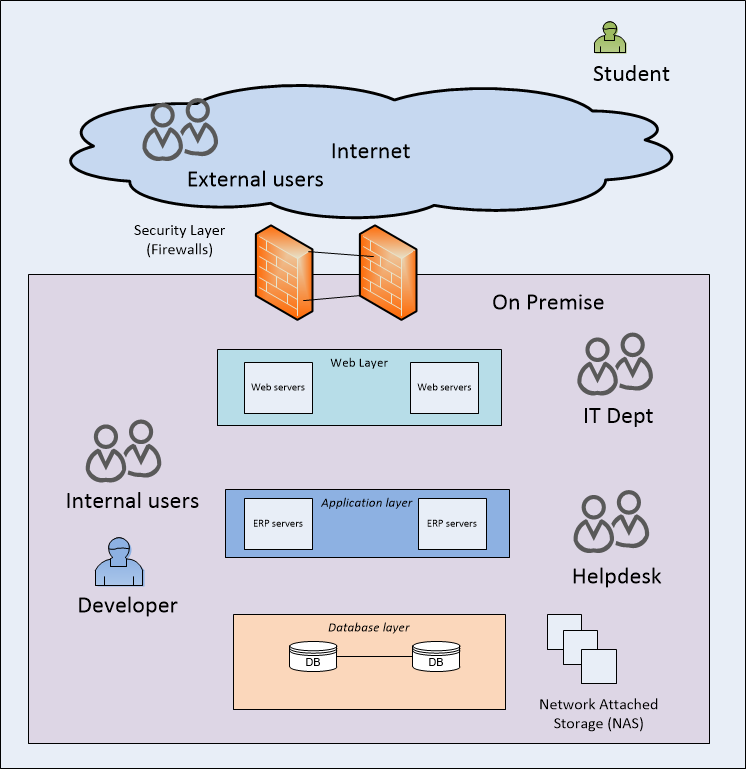 Student
Internet
External users
Security Layer
(Firewalls)
On Premise
Web Layer
Web servers
Web servers
IT Dept
Internal users
Application layer
ERP servers
ERP servers
Helpdesk
Developer
Database layer
DB
DB
Network Attached
Storage (NAS)